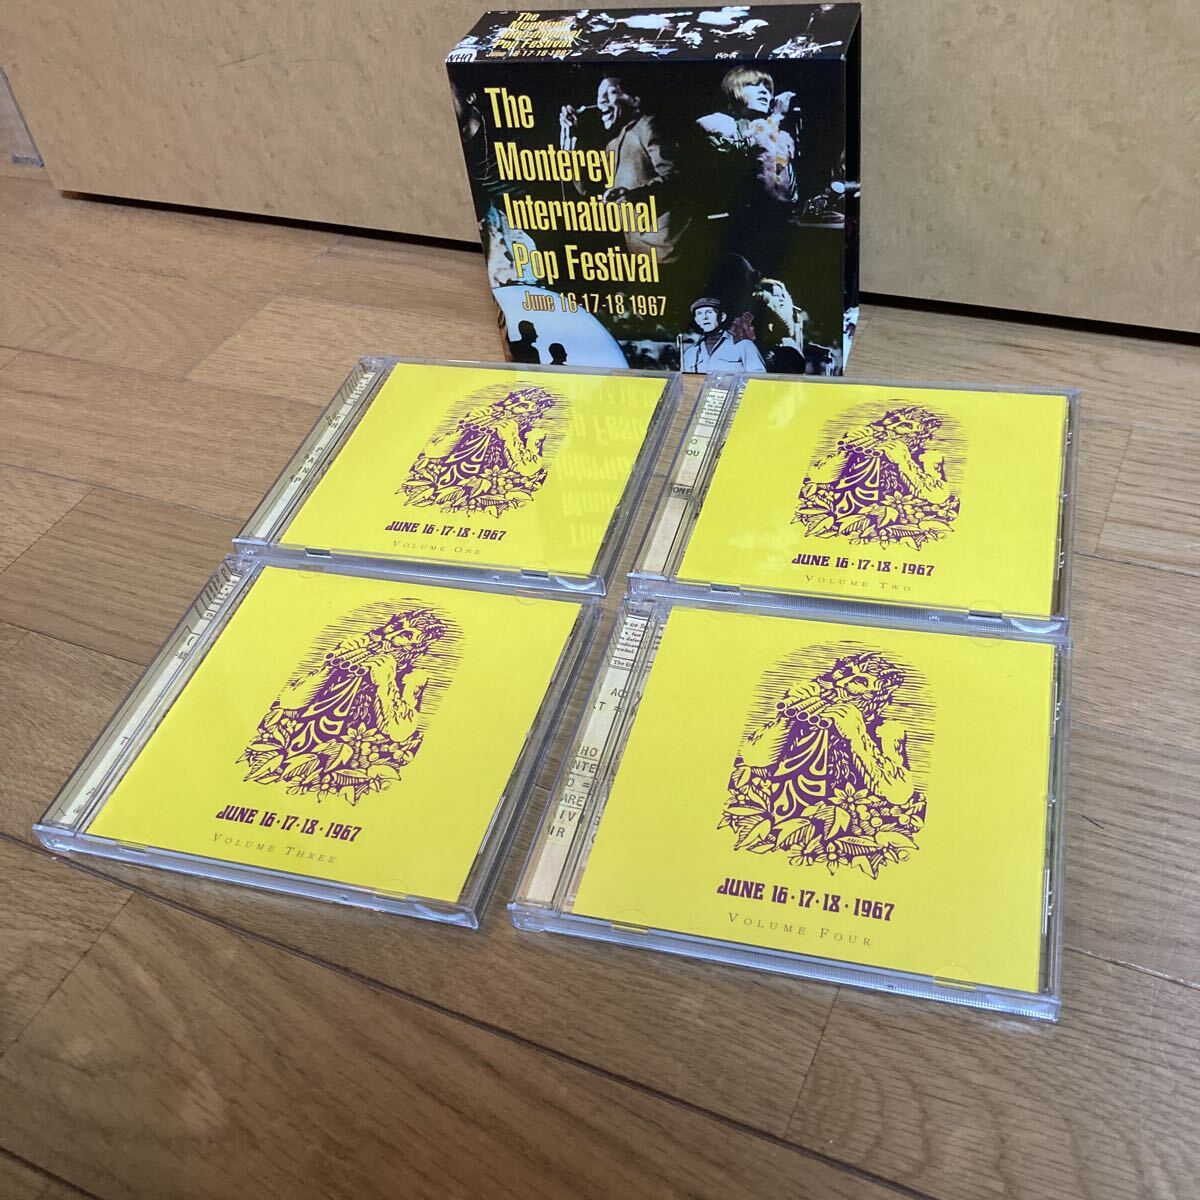 The
Monterey
International
Pop Festival
June 16-17-18-1967
The
Monterey
International
Pop Festival
June 16-17-18 1967
JUNE 16·17·18·1967
VOLUME ONE
JUNE 16·17·18·1967
VOLUME TWO
JUNE 16·17·18·1967
VOLUME THREE
JUNE 16·17·18·1967
VOLUME FOUR